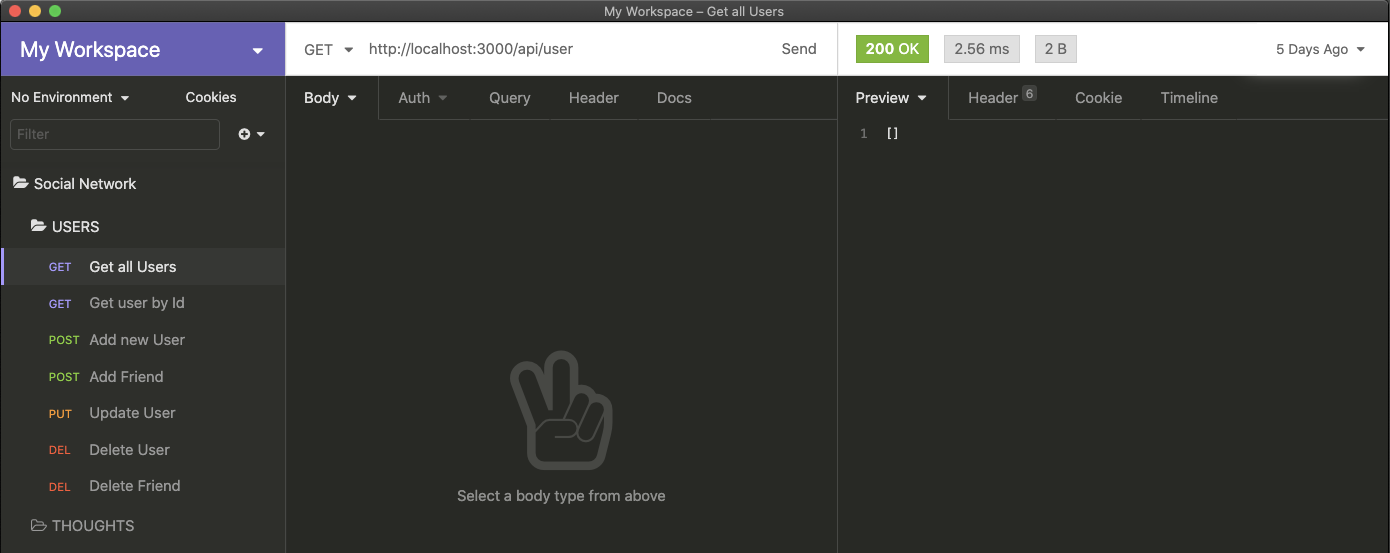 My Workspace – Get all Users
My Workspace
GET http://localhost:3000/api/user Send
200 OK 2.56 ms 2 B 5 Days Ago
No Environment Cookies
Body Auth Query Header Docs
Preview Header 6 Cookie Timeline
Filter
1 []
Social Network
USERS
GET Get all Users
GET Get user by Id
POST Add new User
POST Add Friend
PUT Update User
DEL Delete User
DEL Delete Friend
THOUGHTS
Select a body type from above